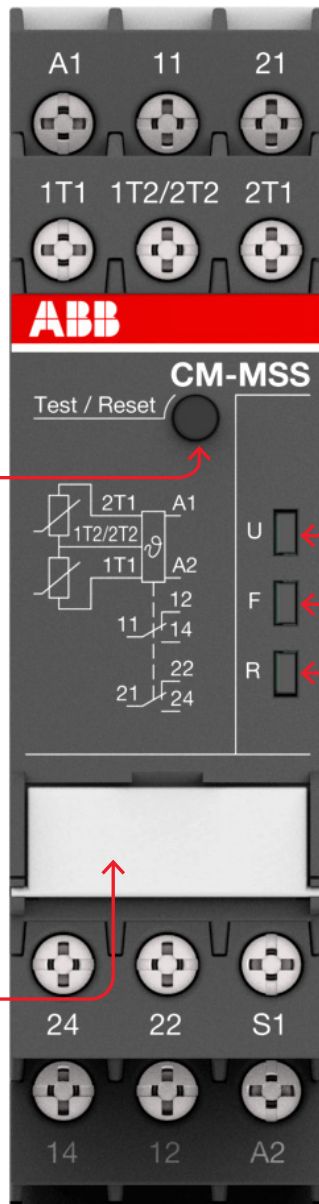 A1 11 21
1T1 1T2/2T2 2T1
ABB
CM-MSS
Test / Reset
2T1 A1
1T2/2T2
1T1 A2
U
F
R
12
11 14
22
21 24
24 22 S1
14 12 A2